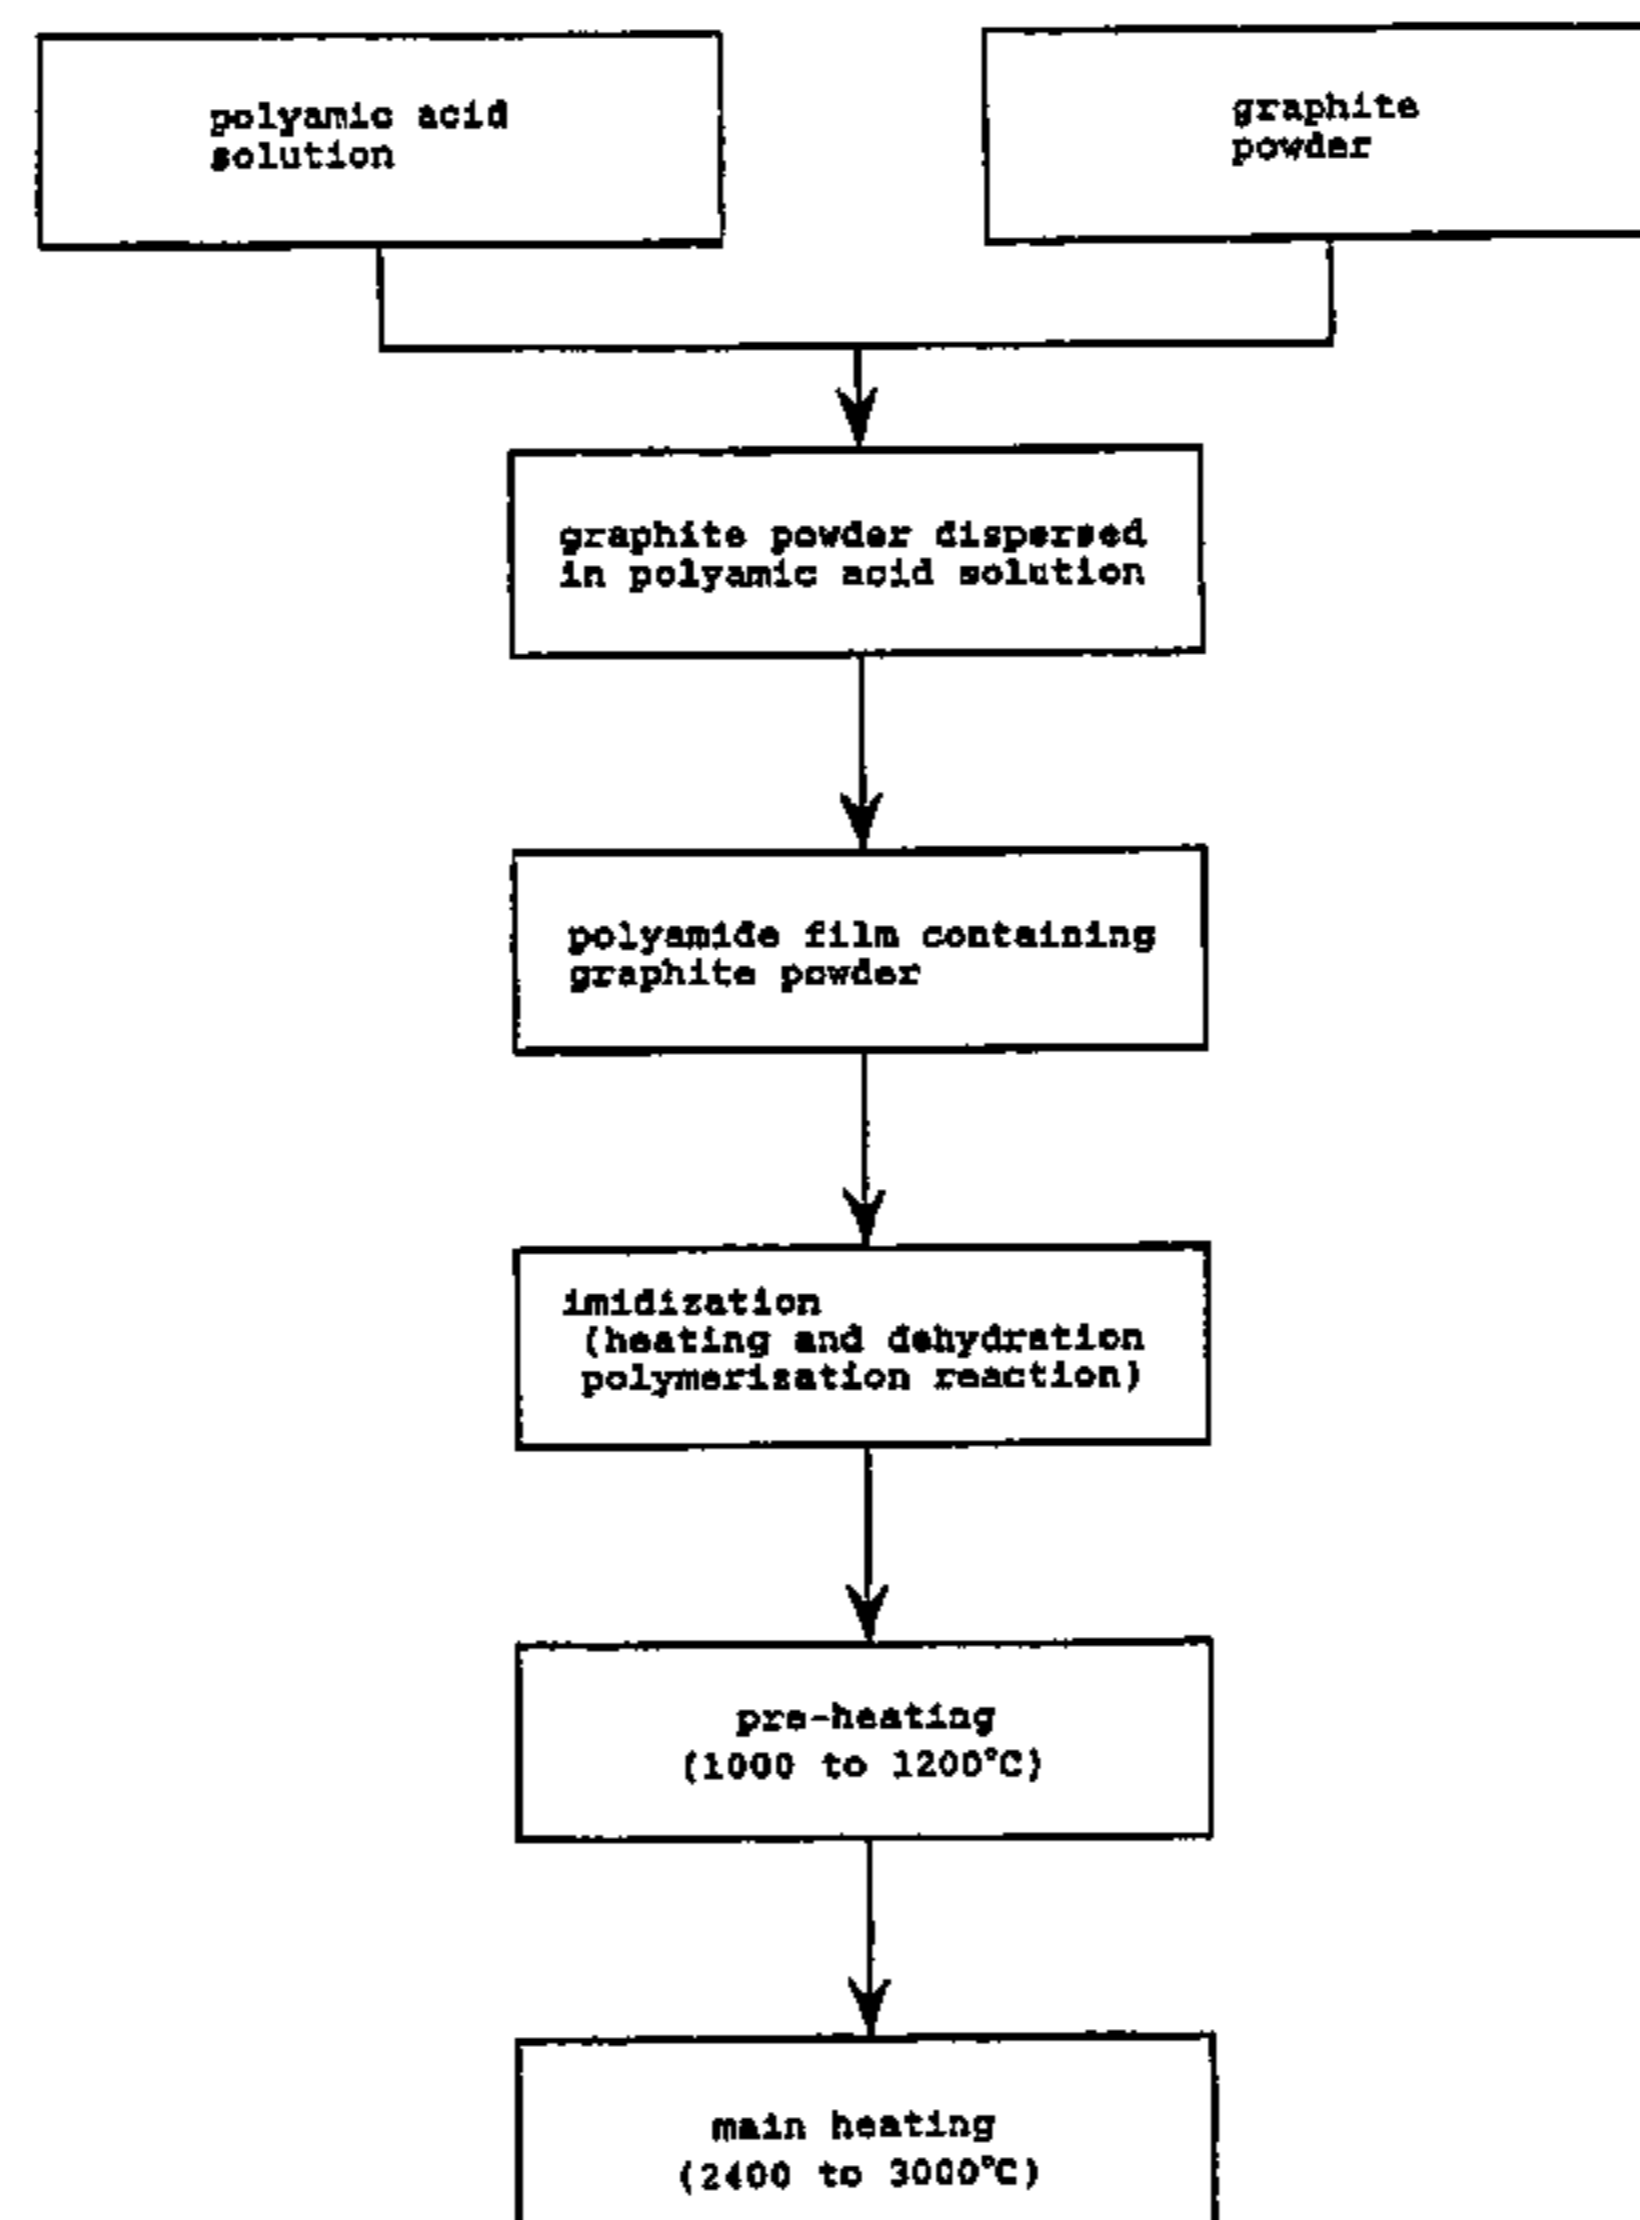 polyamic acid
solution
graphite
powder
graphite powder dispersed
in polyamic acid solution
polyamide film containing
graphite powder
imidization
(heating and dehydration
polymerisation reaction)
pre-heating
(1000 to 1200°C)
main heating
(2400 to 3000°C)